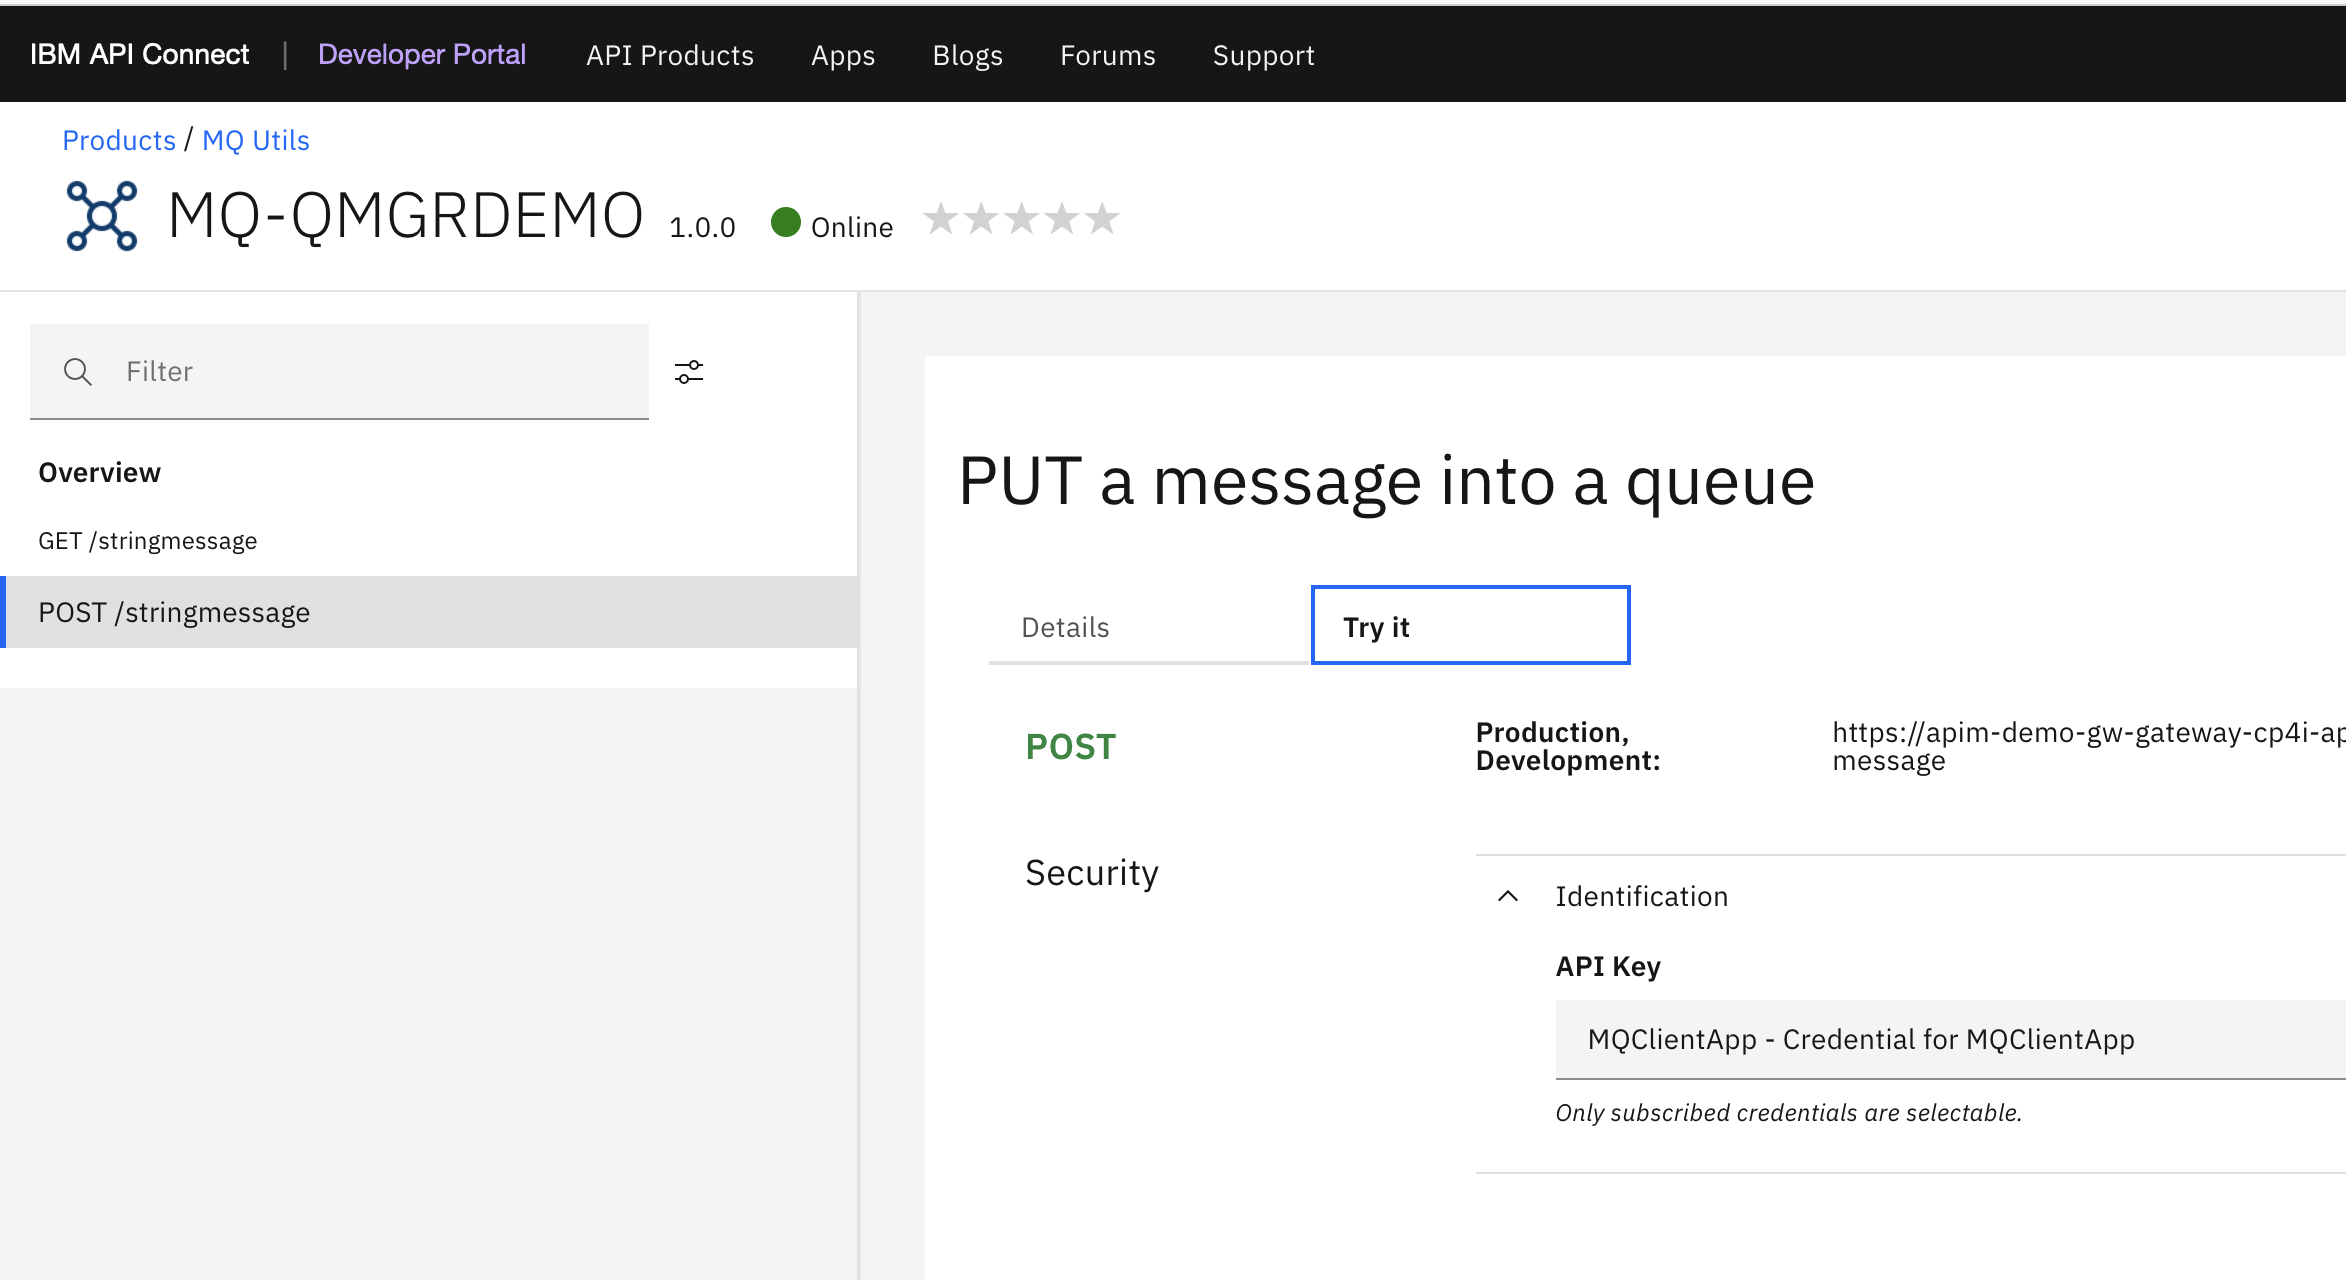 IBM API Connect | Developer Portal API Products Apps Blogs Forums Support
Products / MQ Utils
MQ-QMGRDEMO 1.0.0 Online
Filter
Overview
GET /stringmessage
POST /stringmessage
PUT a message into a queue
Details Try it
POST
Production, Development:
https://apim-demo-gw-gateway-cp4i-ap
message
Security
Identification
API Key
MQClientApp - Credential for MQClientApp
Only subscribed credentials are selectable.